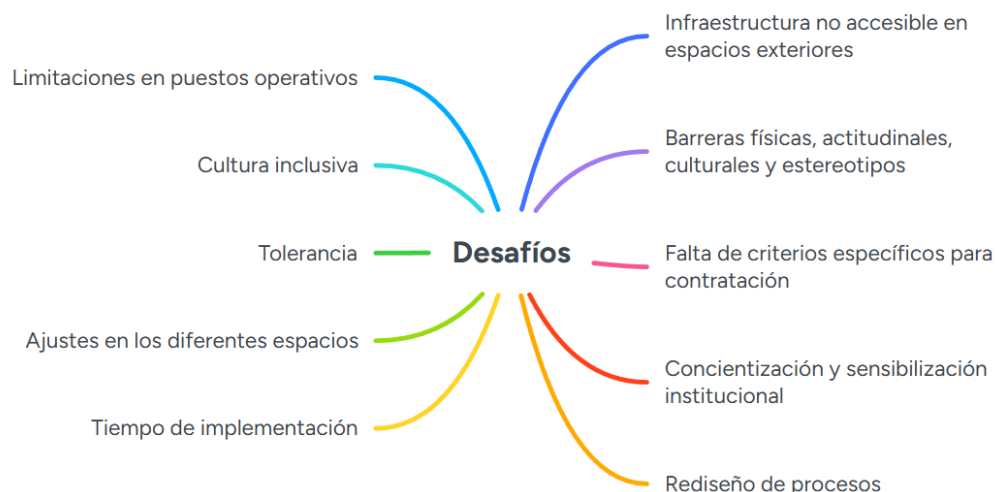 Desafíos
Infraestructura no accesible en
espacios exteriores
Barreras físicas, actitudinales,
culturales y estereotipos
Falta de criterios específicos para
contratación
Concientización y sensibilización
institucional
Rediseño de procesos
Limitaciones en puestos operativos
Cultura inclusiva
Tolerancia
Ajustes en los diferentes espacios
Tiempo de implementación